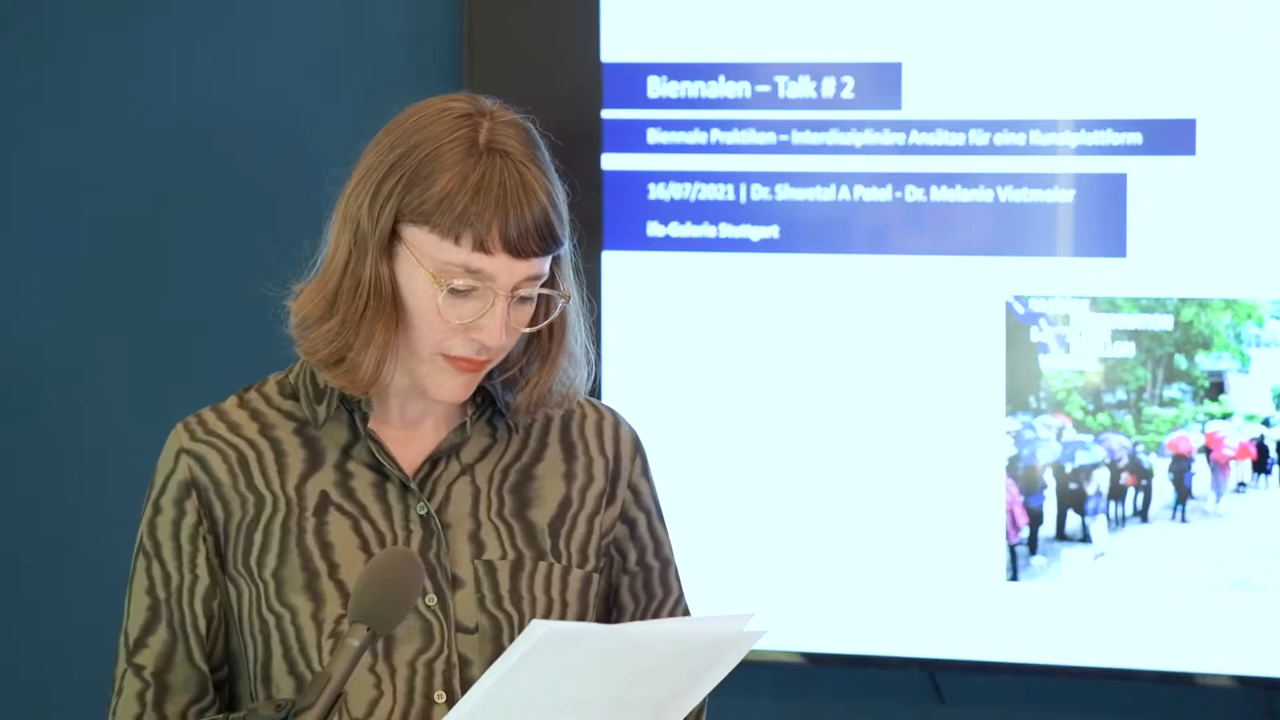 Biennalen – Talk # 2
Biennale Praktiken – Interdisziplinäre Ansätze für eine Kunstplattform
16/07/2021 | Dr. Shwetal A Patel - Dr. Melanie Vietmeier
ifa-Galerie Stuttgart